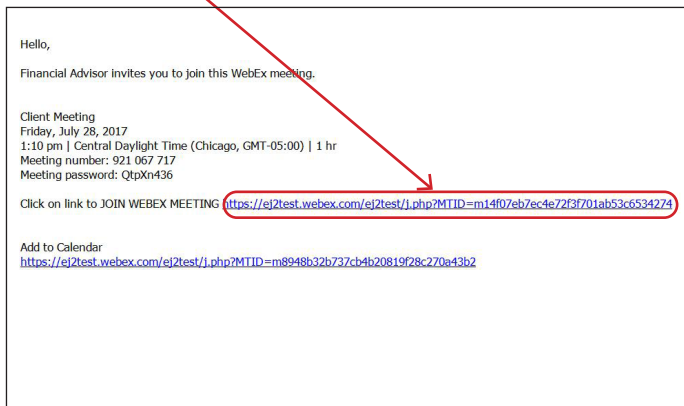 Hello,
Financial Advisor invites you to join this WebEx meeting.
Client Meeting
Friday, July 28, 2017
1:10 pm | Central Daylight Time (Chicago, GMT-05:00) | 1 hr
Meeting number: 921 067 717
Meeting password: QtpXn436
Click on link to JOIN WEBEX MEETING https://ej2test.webex.com/ej2test/j.php?MTID=m14f07eb7ec4e72f3f701ab53c6534274
Add to Calendar
https://ej2test.webex.com/ej2test/j.php?MTID=m8948b32b737cb4b20819f28c270a43b2